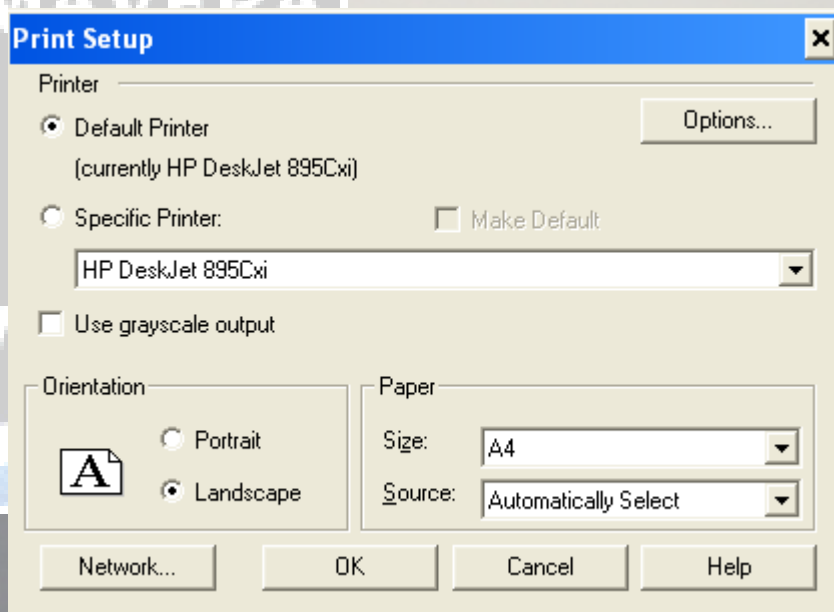 Print Setup
Printer
Default Printer
Options...
(currently HP DeskJet 895Cxi)
Specific Printer:
Make Default
HP DeskJet 895Cxi
Use grayscale output
Orientation
A
Portrait
Landscape
Paper
Size:
A4
Source:
Automatically Select
Network...
OK
Cancel
Help